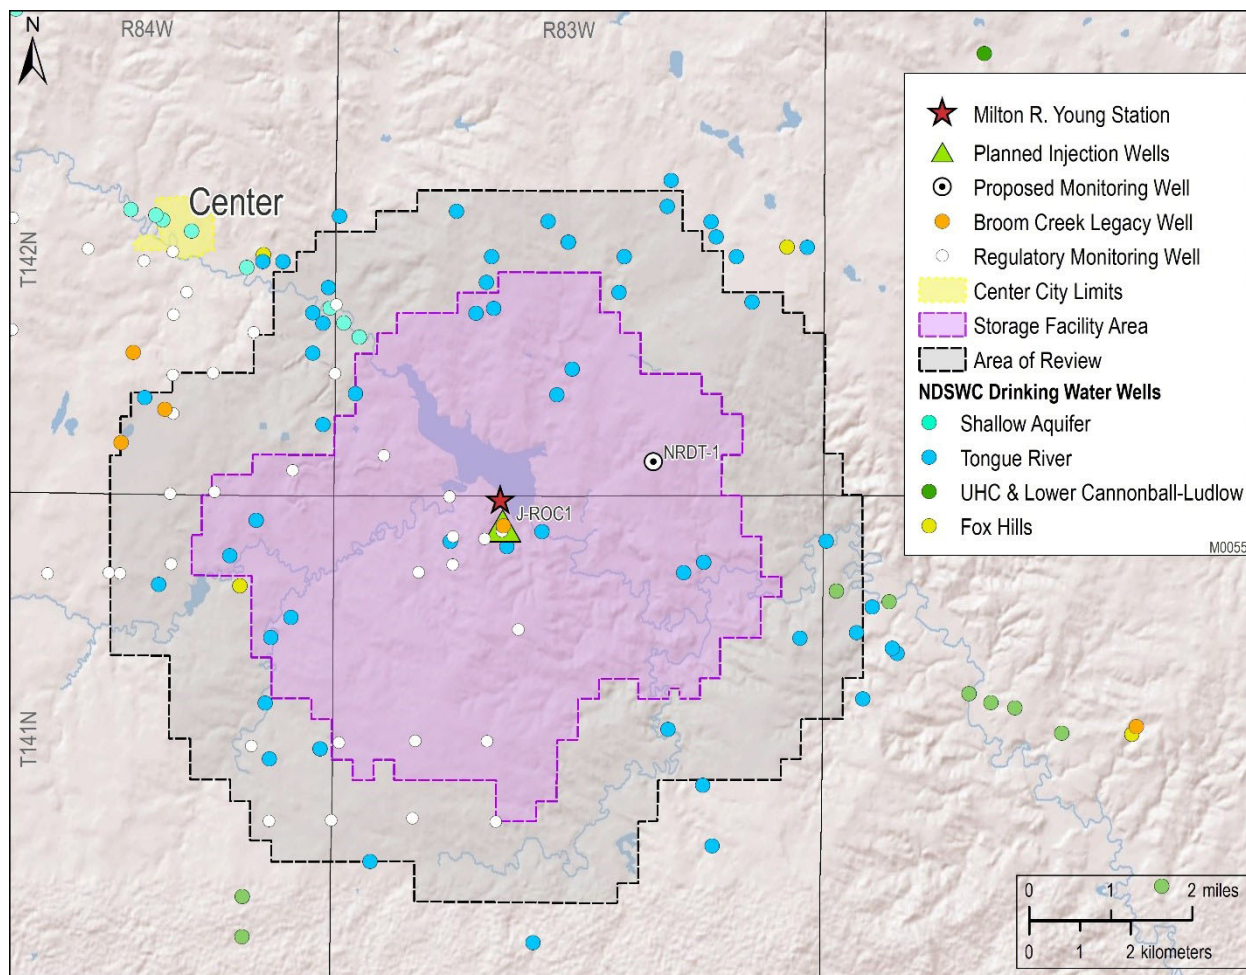 N
R84W
R83W
Milton R. Young Station
Planned Injection Wells
Proposed Monitoring Well
Broom Creek Legacy Well
Regulatory Monitoring Well
Center City Limits
Storage Facility Area
Area of Review
NDSWC Drinking Water Wells
Shallow Aquifer
Tongue River
UHC & Lower Cannonball-Ludlow
Fox Hills
M0055
Center
T142N
NRDT-1
J-ROC1
T141N
0 1 2 miles
0 1 2 kilometers